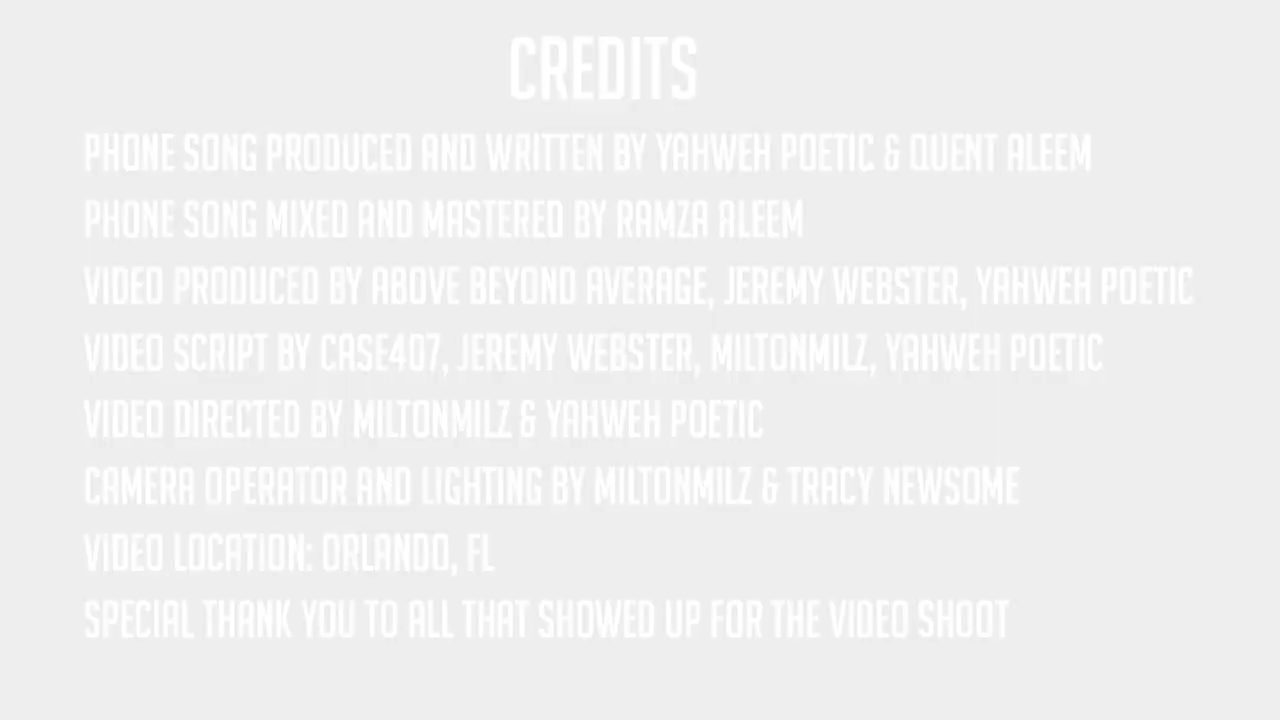 CREDITS
PHONE SONG PRODUCED AND WRITTEN BY YAHWEH POETIC & QUENT ALEEM
PHONE SONG MIXED AND MASTERED BY RAMZA ALEEM
VIDEO PRODUCED BY ABOVE BEYOND AVERAGE, JEREMY WEBSTER, YAHWEH POETIC
VIDEO SCRIPT BY CASE407, JEREMY WEBSTER, MILTONMILZ, YAHWEH POETIC
VIDEO DIRECTED BY MILTONMILZ & YAHWEH POETIC
CAMERA OPERATOR AND LIGHTING BY MILTONMILZ & TRACY NEWSOME
VIDEO LOCATION: ORLANDO, FL
SPECIAL THANK YOU TO ALL THAT SHOWED UP FOR THE VIDEO SHOOT